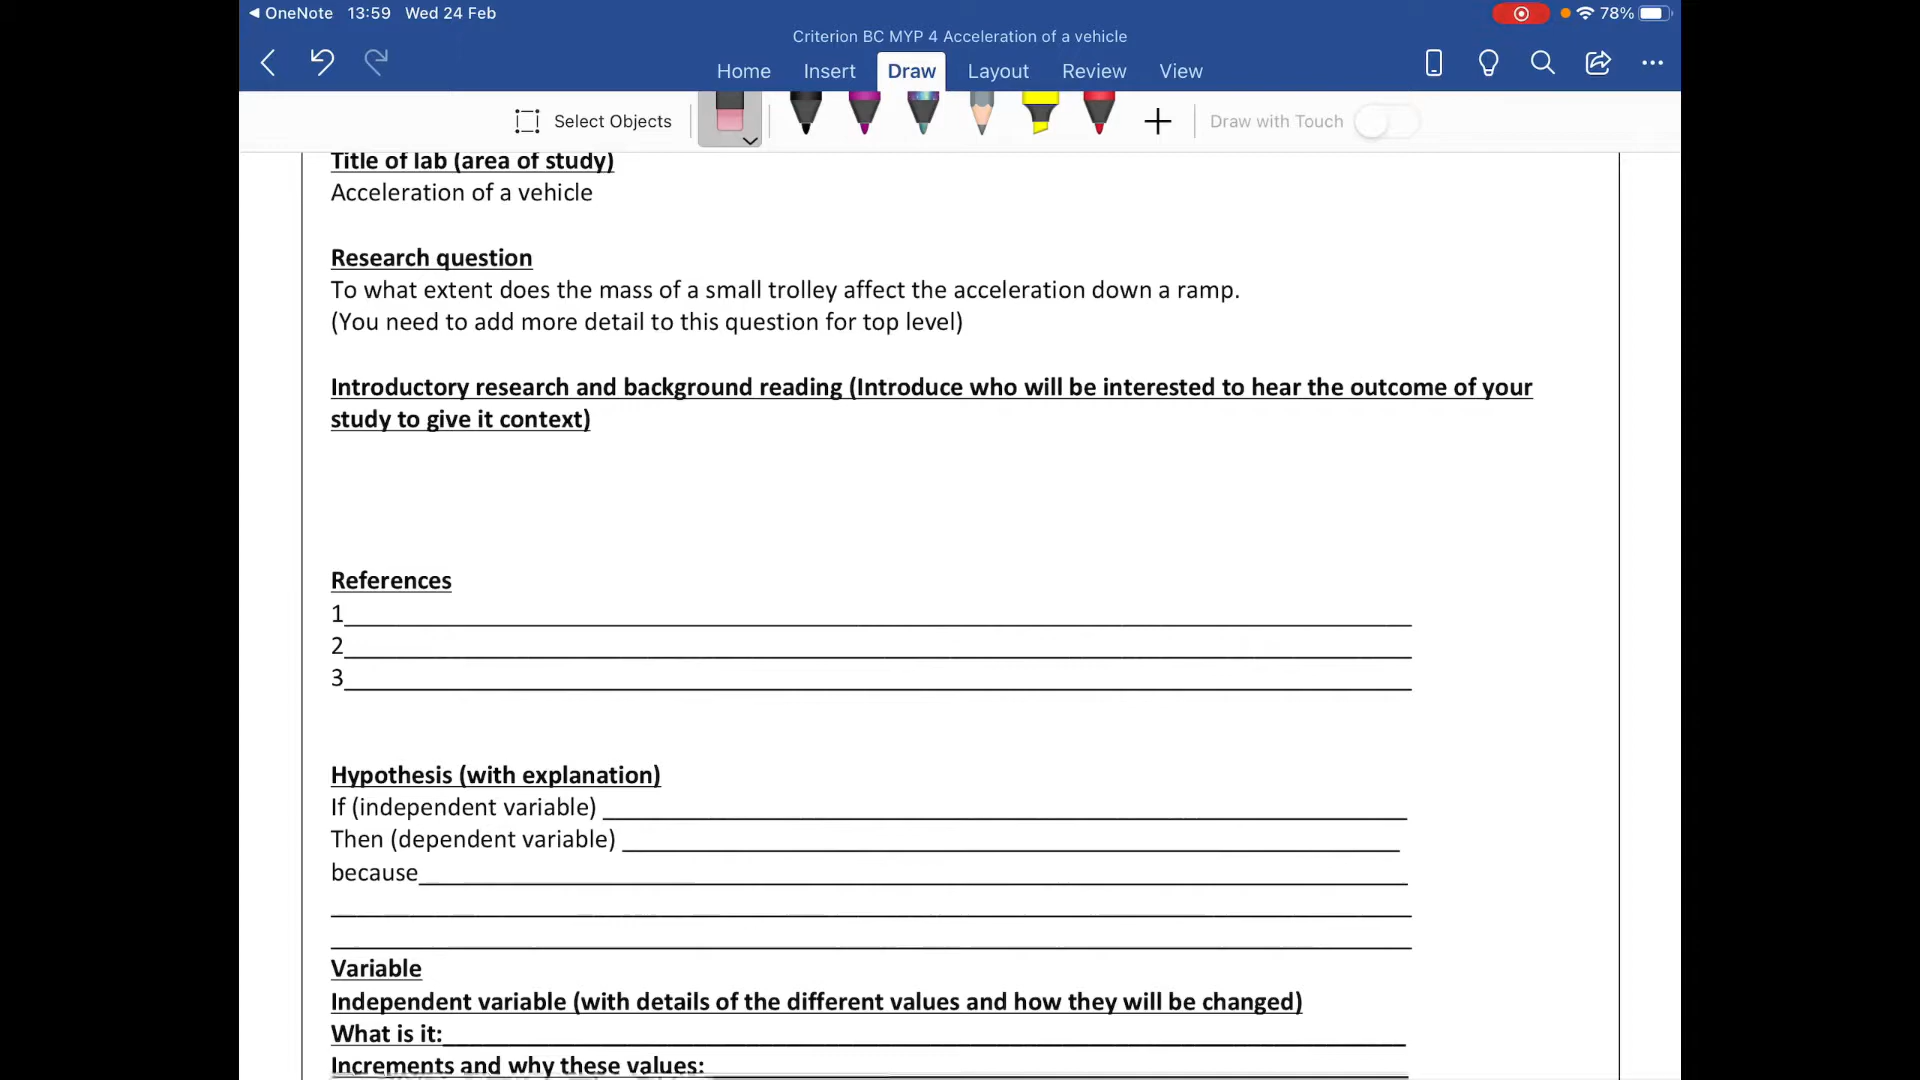 OneNote 13:59 Wed 24 Feb 78%
Criterion BC MYP 4 Acceleration of a vehicle
Home Insert Draw Layout Review View
Select Objects Draw with Touch
Title of lab (area of study)
Acceleration of a vehicle
Research question
To what extent does the mass of a small trolley affect the acceleration down a ramp.
(You need to add more detail to this question for top level)
Introductory research and background reading (Introduce who will be interested to hear the outcome of your
study to give it context)
References
1
2
3
Hypothesis (with explanation)
If (independent variable)
Then (dependent variable)
because
Variable
Independent variable (with details of the different values and how they will be changed)
What is it:
Increments and why these values: